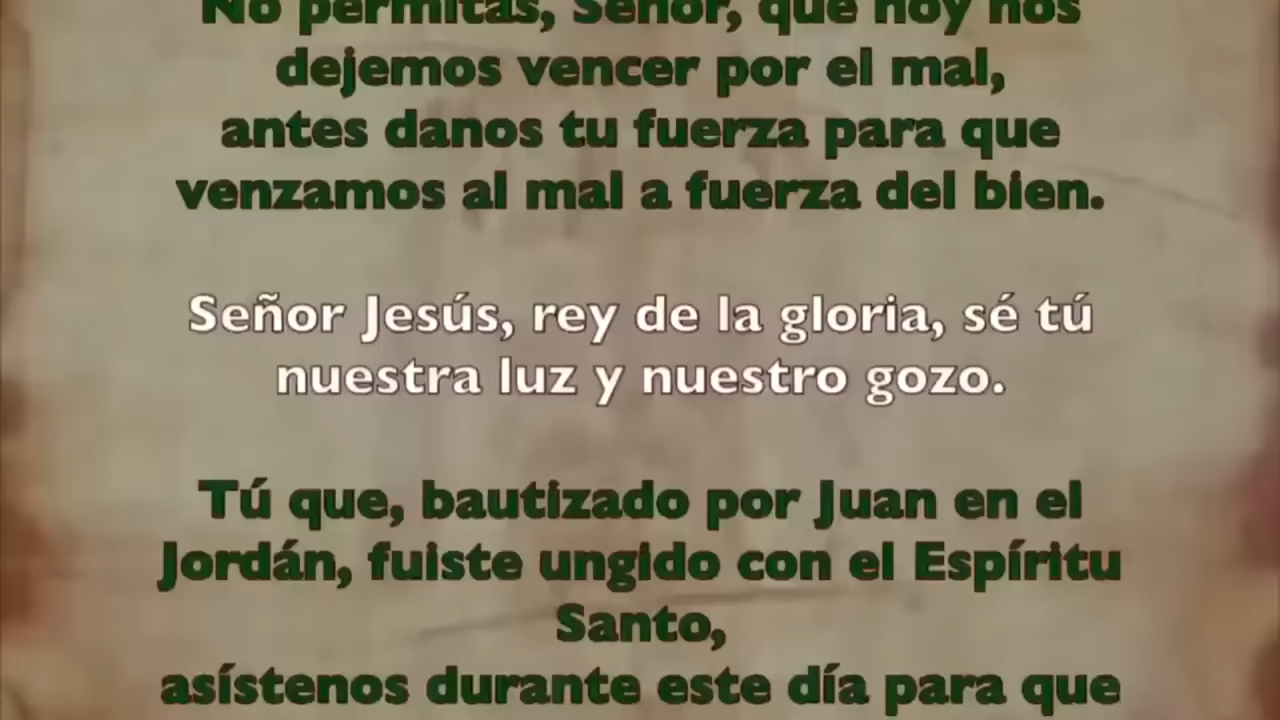 No permitas, Señor, que hoy nos
dejemos vencer por el mal,
antes danos tu fuerza para que
venzamos al mal a fuerza del bien.
Señor Jesús, rey de la gloria, sé tú
nuestra luz y nuestro gozo.
Tú que, bautizado por Juan en el
Jordán, fuiste ungido con el Espíritu
Santo,
asístenos durante este día para que